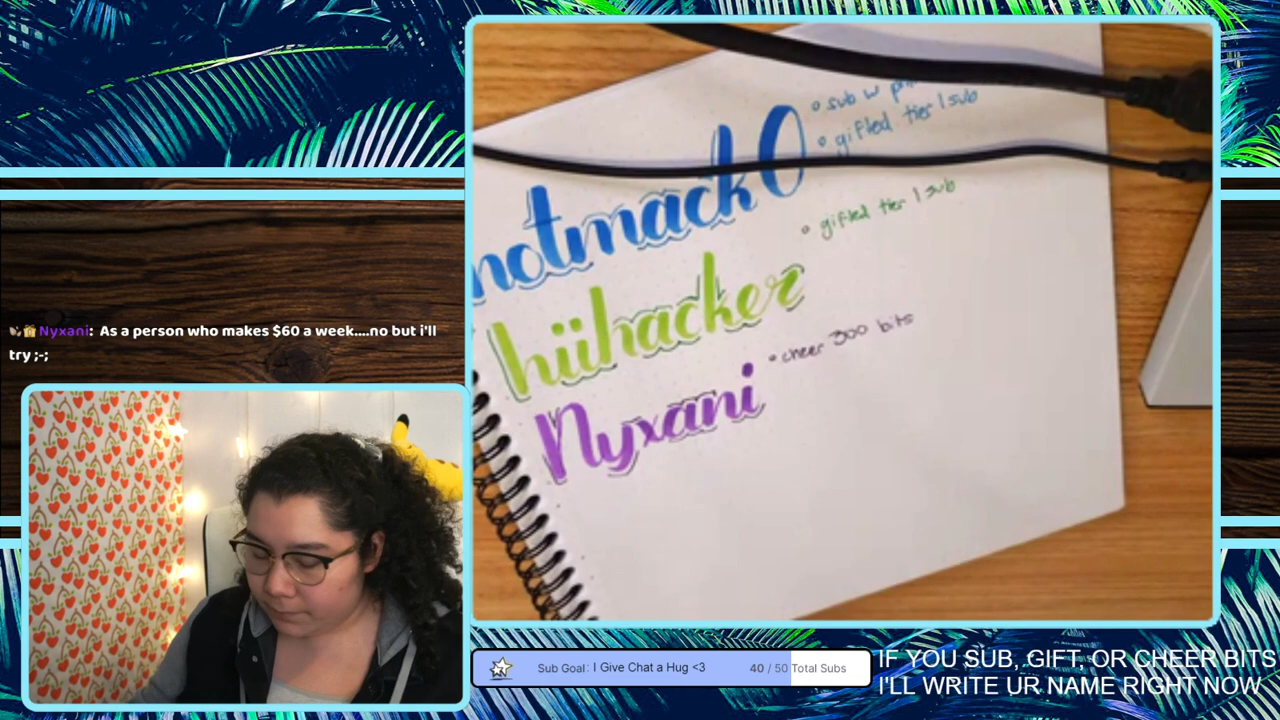 ° sub w
° gifted tier 1 sub
notmack0
° gifted tier 1 sub
hiihacker
° cheer 300 bits
Nyxani
Nyxani: As a person who makes $60 a week....no but i'll
try ;-;
Sub Goal: I Give Chat a Hug <3 40 / 50 Total Subs
IF YOU SUB, GIFT, OR CHEER BITS
I'LL WRITE UR NAME RIGHT NOW